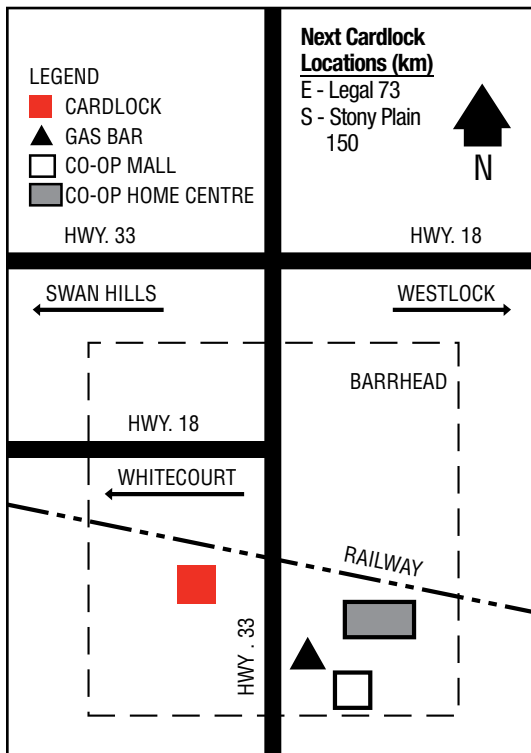 Next Cardlock
Locations (km)
E - Legal 73
S - Stony Plain
150
N
LEGEND
CARDLOCK
GAS BAR
CO-OP MALL
CO-OP HOME CENTRE
HWY. 33
HWY. 18
SWAN HILLS
WESTLOCK
BARRHEAD
HWY. 18
WHITECOURT
RAILWAY
HWY . 33